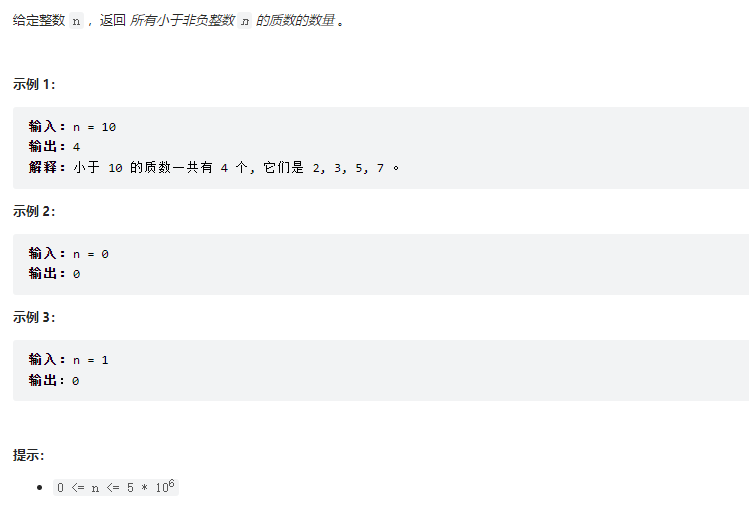 给定整数 n ，返回 所有小于非负整数 n 的质数的数量 。
示例 1：
输入：n = 10
输出：4
解释：小于 10 的质数一共有 4 个, 它们是 2, 3, 5, 7 。
示例 2：
输入：n = 0
输出：0
示例 3：
输入：n = 1
输出：0
提示：
• 0 <= n <= 5 * 10⁶